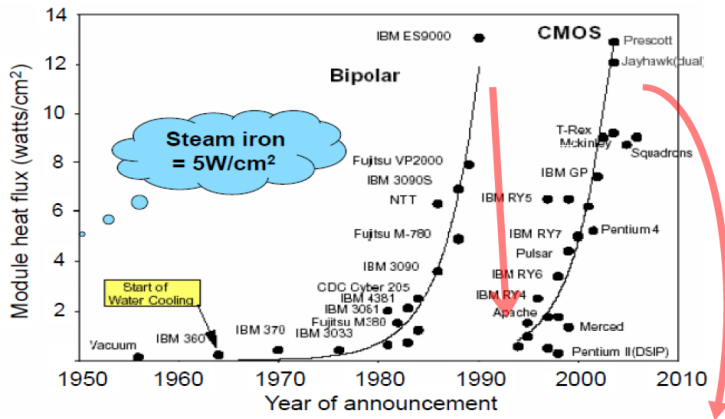 14
12
10
8
6
4
2
Module heat flux (watts/cm²)
IBM ES9000
CMOS
Prescott
Jayhawk(dual)
Bipolar
Steam iron
= 5W/cm²
T-Rex
Mckinley
Squadrons
Fujitsu VP2000
IBM 3090S
NTT
IBM GP
IBM RY5
Fujitsu M-780
IBM RY7
Pentium 4
Pulsar
IBM 3090
IBM RY6
CDC Cyber 205
IBM 4381
IBM RY4
IBM 3081
Apache
Fujitsu M380
Merced
Start of
Water Cooling
IBM 370
IBM 3033
IBM 360
Vacuum
Pentium II(DSIP)
1950
1960
1970
1980
1990
2000
2010
Year of announcement